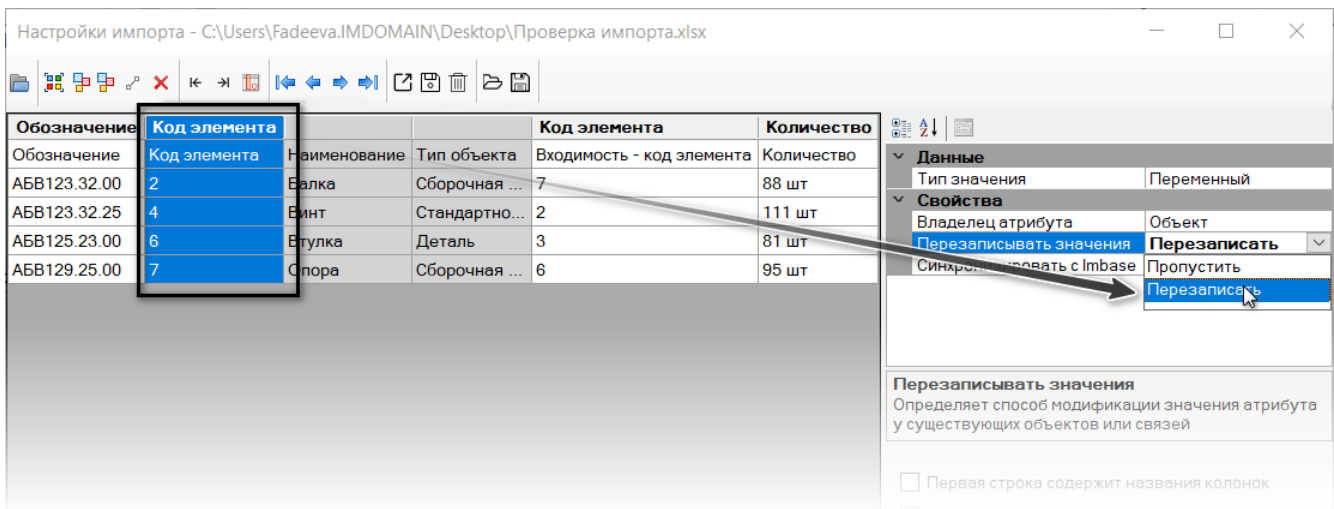 Настройки импорта - C:\Users\Fadeeva.IMDOMAIN\Desktop\Проверка импорта.xlsx
Обозначение Код элемента Код элемента Количество
Обозначение Код элемента Наименование Тип объекта Входимость - код элемента Количество
АБВ123.32.00 2 Балка Сборочная ... 7 88 шт
АБВ123.32.25 4 Винт Стандартно... 2 111 шт
АБВ125.23.00 6 Втулка Деталь 3 81 шт
АБВ129.25.00 7 Опора Сборочная ... 6 95 шт
Данные
Тип значения Переменный
Свойства
Владелец атрибута Объект
Перезаписывать значения Перезаписать
Синхронизировать с Imbase Пропустить
Перезаписать
Перезаписывать значения
Определяет способ модификации значения атрибута
у существующих объектов или связей
Первая строка содержит названия колонок